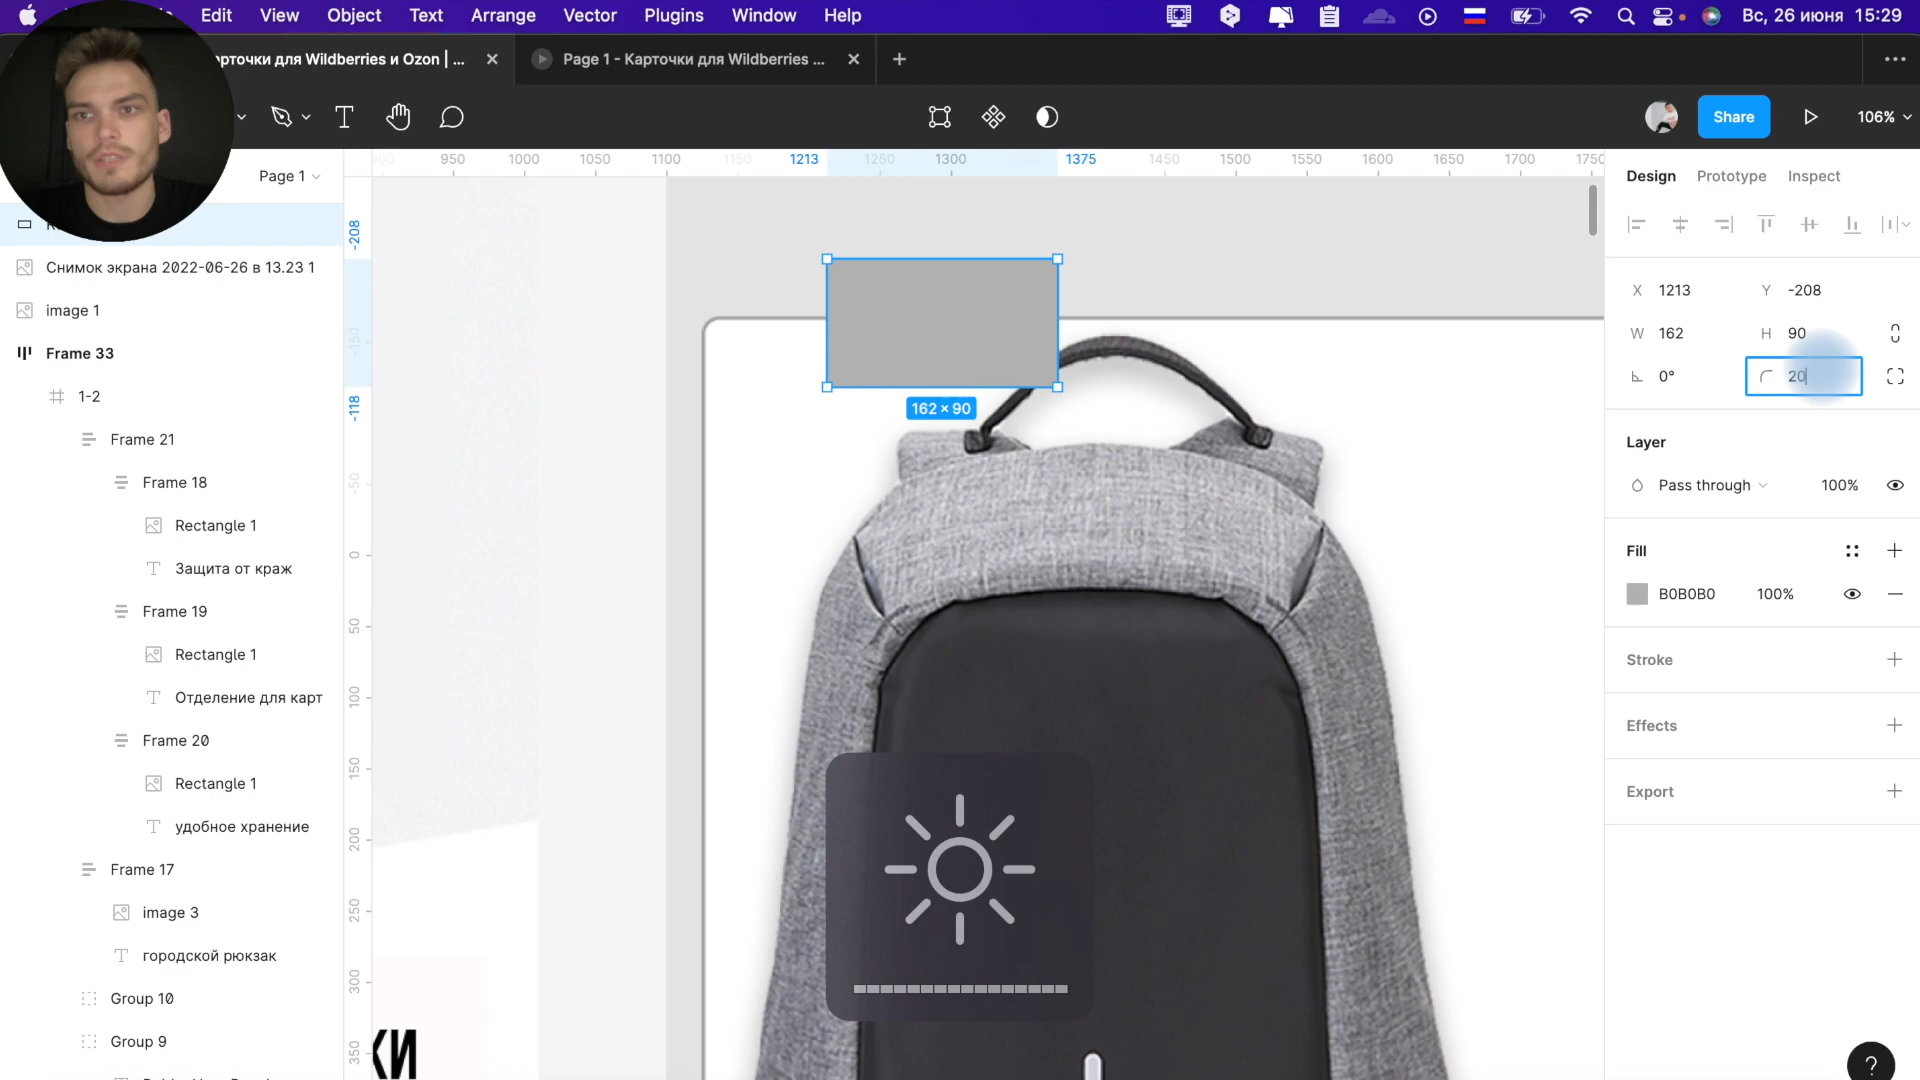 Edit View Object Text Arrange Vector Plugins Window Help
Вс, 26 июня 15:29
арточки для Wildberries и Ozon | ...
Page 1 - Карточки для Wildberries ...
Share
106%
Page 1
950 1000 1050 1100 1150 1213 1250 1300 1375 1450 1500 1550 1600 1650 1700 1750
Design Prototype Inspect
Снимок экрана 2022-06-26 в 13.23 1
image 1
Frame 33
1-2
Frame 21
Frame 18
Rectangle 1
Защита от краж
Frame 19
Rectangle 1
Отделение для карт
Frame 20
Rectangle 1
удобное хранение
Frame 17
image 3
городской рюкзак
Group 10
Group 9
-208
-150
-118
-50
0
50
100
150
200
250
300
350
162 × 90
КИ
X 1213 Y -208
W 162 H 90
0° 20
Layer
Pass through 100%
Fill
B0B0B0 100%
Stroke
Effects
Export
?